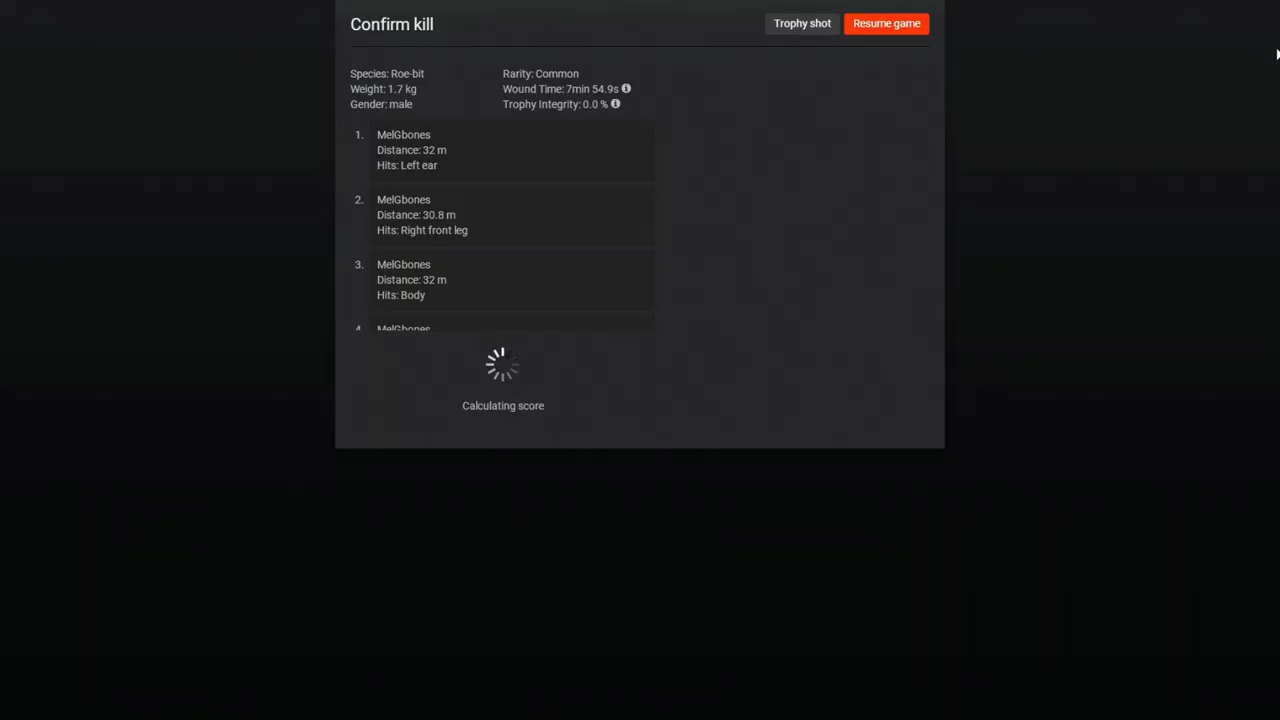 Confirm kill
Trophy shot
Resume game
Species: Roe-bit
Weight: 1.7 kg
Gender: male
Rarity: Common
Wound Time: 7min 54.9s
Trophy Integrity: 0.0 %
1. MelGbones
Distance: 32 m
Hits: Left ear
2. MelGbones
Distance: 30.8 m
Hits: Right front leg
3. MelGbones
Distance: 32 m
Hits: Body
4. MelGbones
Calculating score